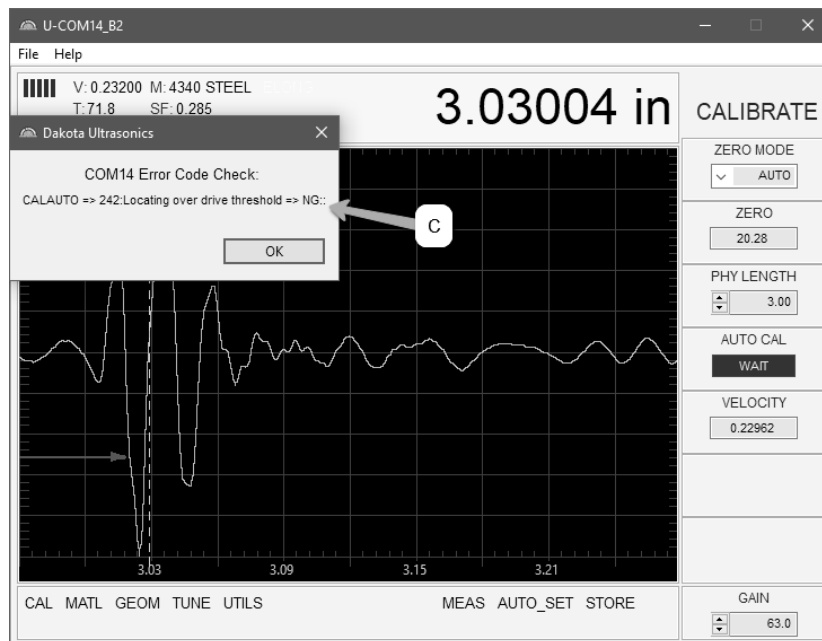 U-COM14_B2
File Help
V: 0.23200 M: 4340 STEEL
T: 71.8 SF: 0.285
3.03004 in
CALIBRATE
Dakota Ultrasonics
COM14 Error Code Check:
CALAUTO => 242:Locating over drive threshold => NG::
OK
C
ZERO MODE
AUTO
ZERO
20.28
PHY LENGTH
3.00
AUTO CAL
WAIT
VELOCITY
0.22962
3.03 3.09 3.15 3.21
CAL MATL GEOM TUNE UTILS MEAS AUTO_SET STORE
GAIN
63.0